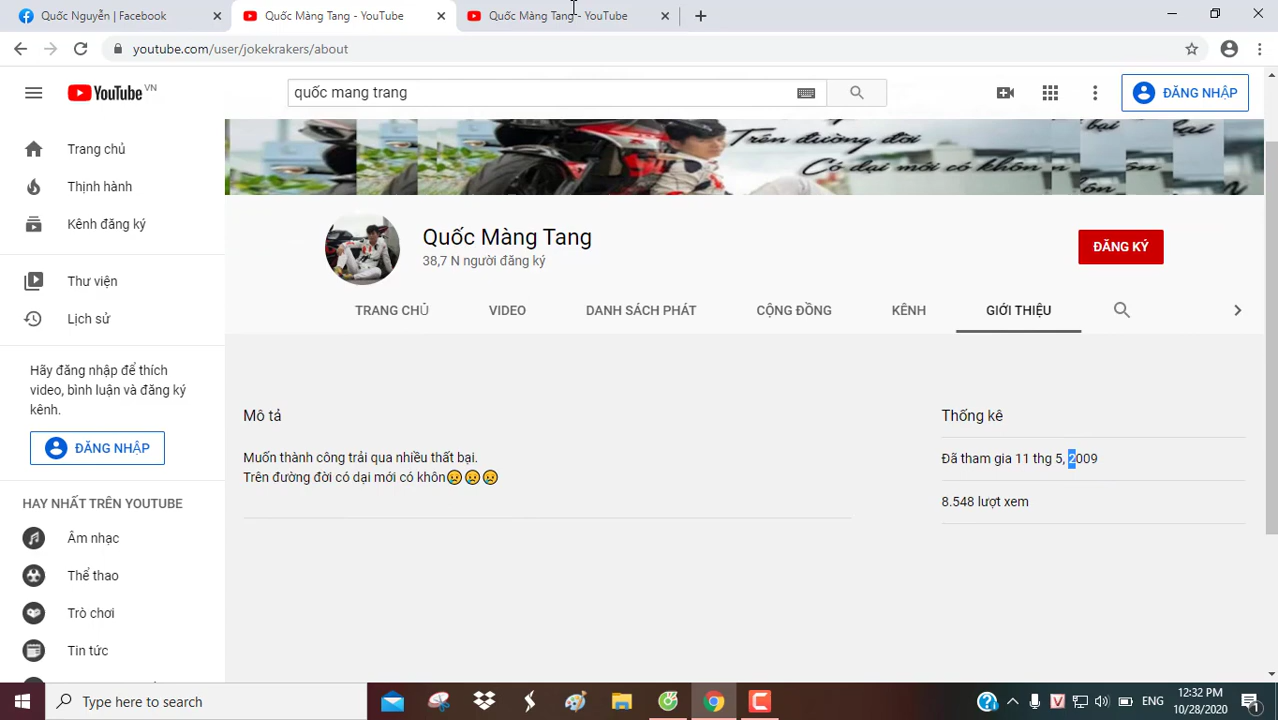 Quốc Nguyễn | Facebook
Quốc Màng Tang - YouTube
Quốc Màng Tang - YouTube
youtube.com/user/jokekrakers/about
YouTube VN
quốc mang trang
ĐĂNG NHẬP
Trang chủ
Thịnh hành
Kênh đăng ký
Thư viện
Lịch sử
Hãy đăng nhập để thích
video, bình luận và đăng ký
kênh.
ĐĂNG NHẬP
HAY NHẤT TRÊN YOUTUBE
Âm nhạc
Thể thao
Trò chơi
Tin tức
Trên đường đời
Có dại mới có khôn
Quốc Màng Tang
38,7 N người đăng ký
ĐĂNG KÝ
TRANG CHỦ
VIDEO
DANH SÁCH PHÁT
CỘNG ĐỒNG
KÊNH
GIỚI THIỆU
Mô tả
Muốn thành công trải qua nhiều thất bại.
Trên đường đời có dại mới có khôn😢😢😢
Thống kê
Đã tham gia 11 thg 5, 2009
8.548 lượt xem
Type here to search
ENG
12:32 PM
10/28/2020